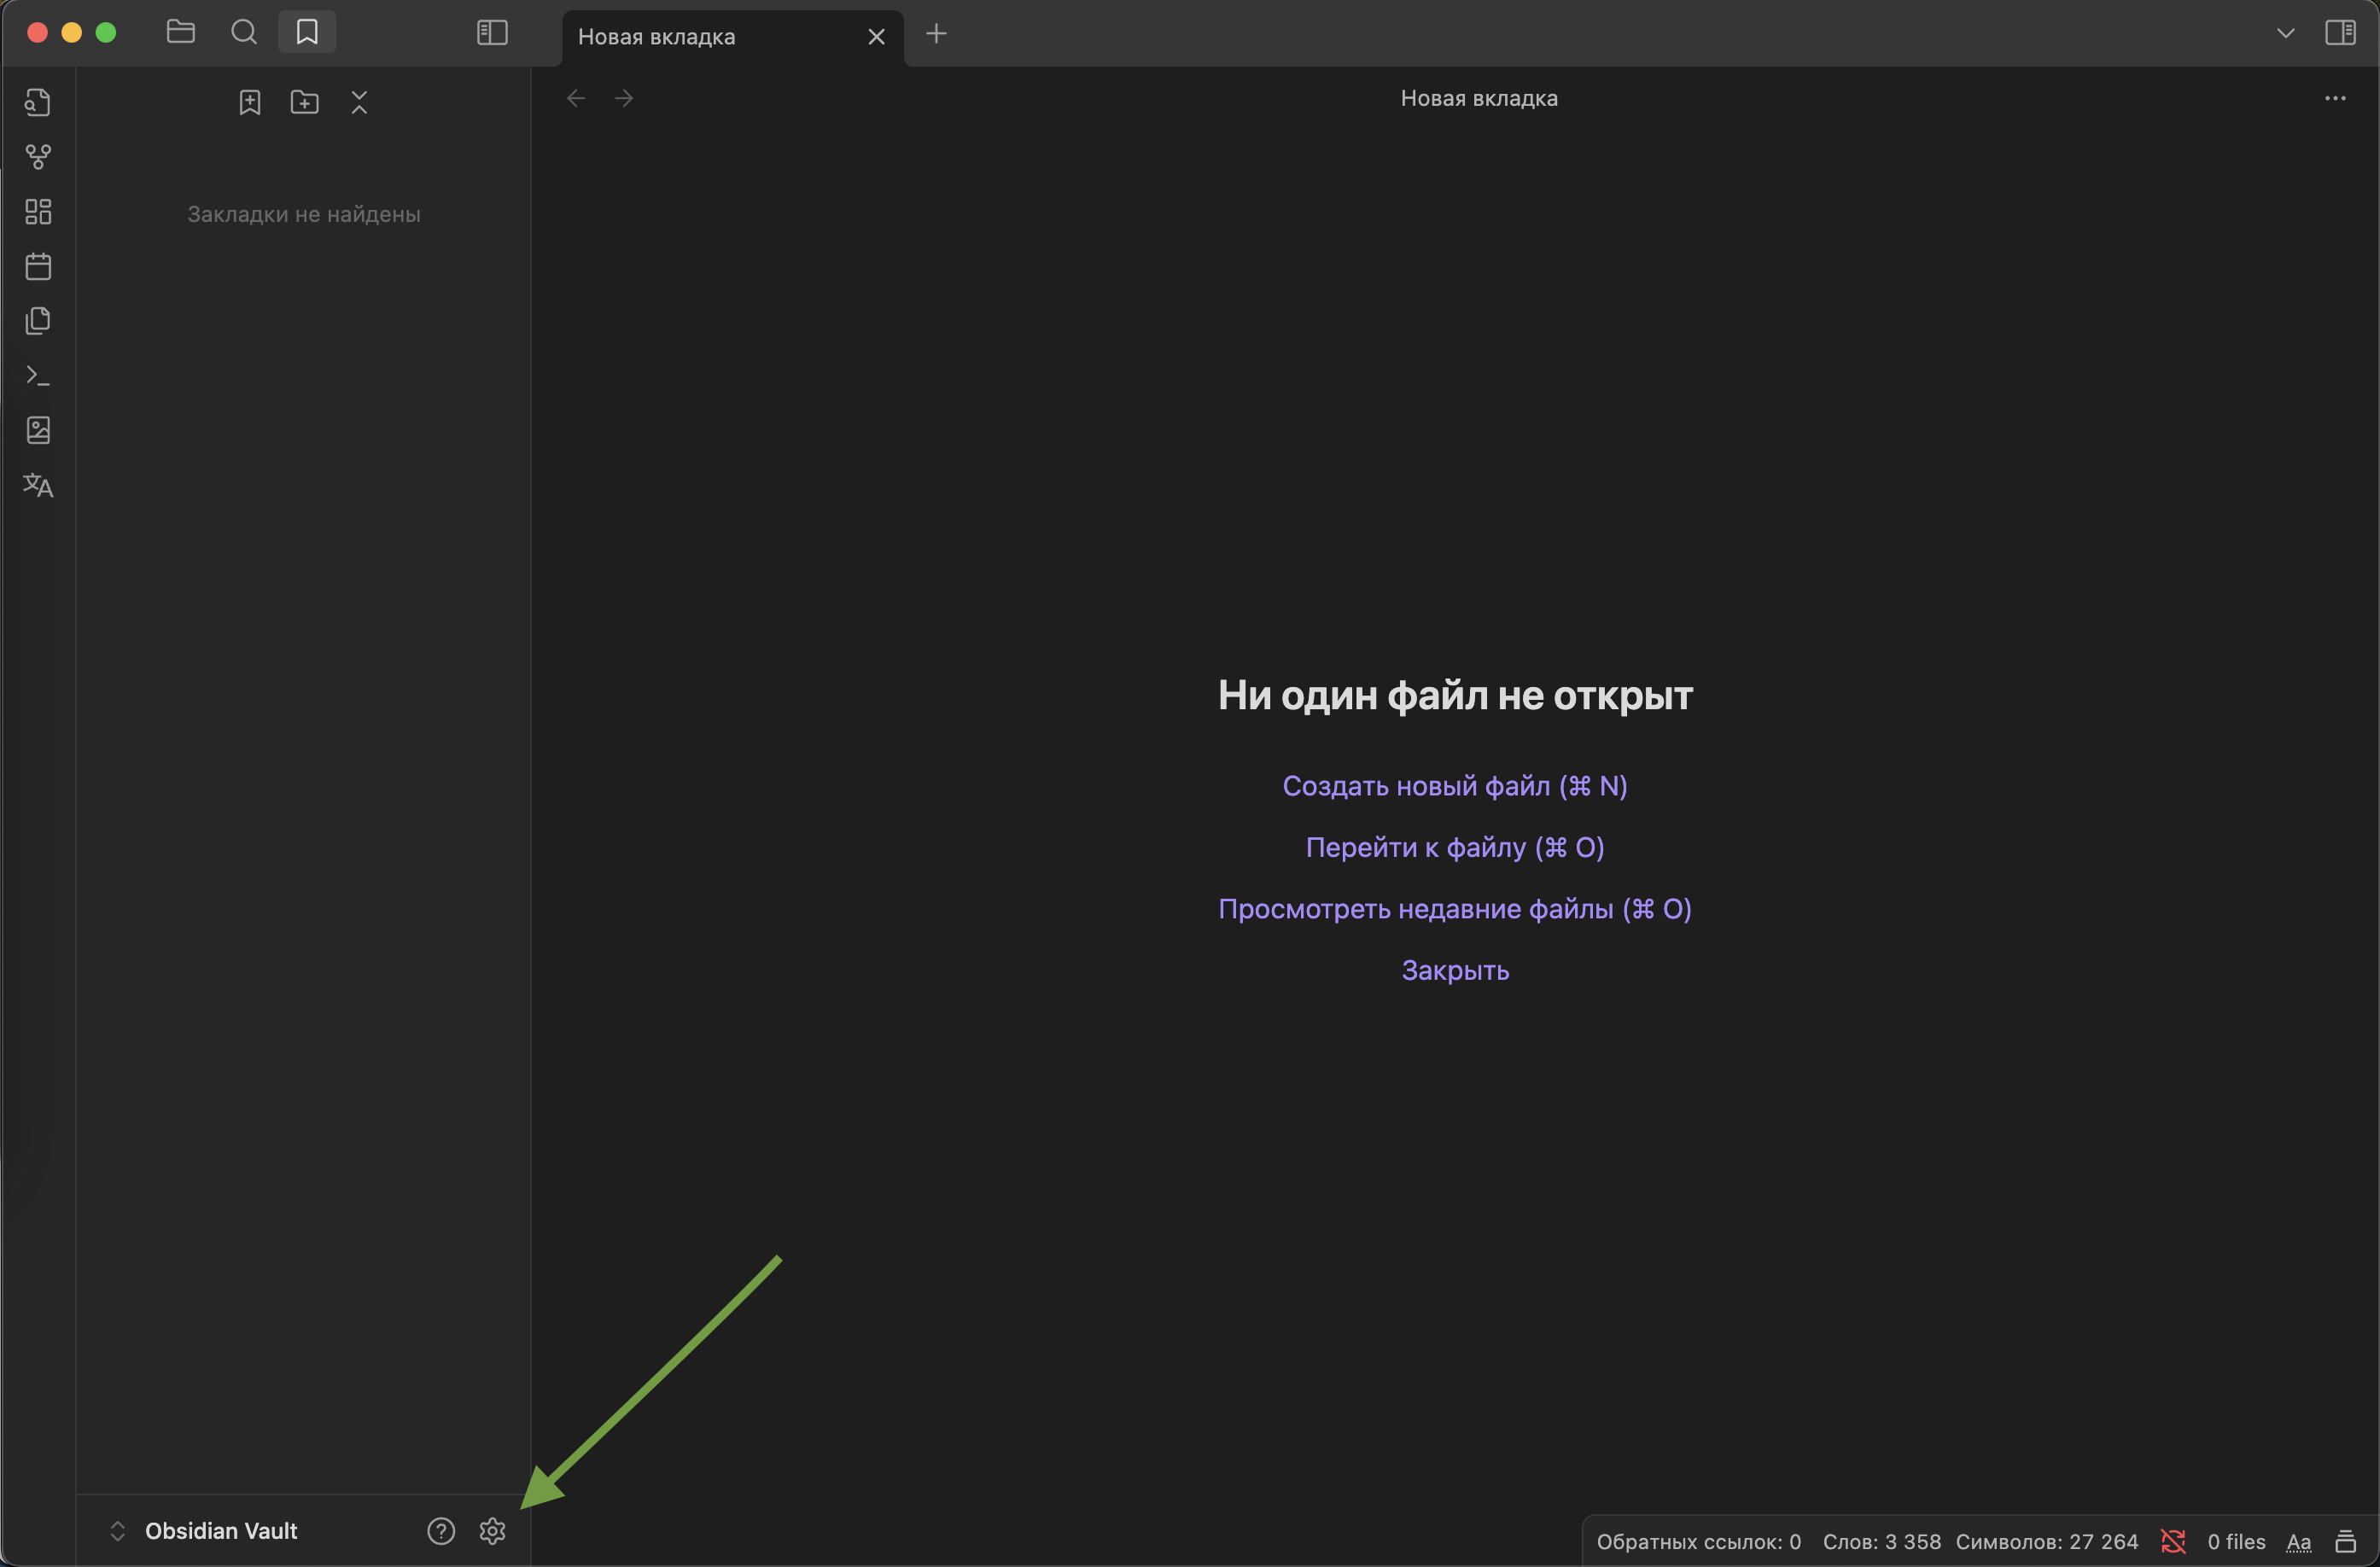 Новая вкладка
Новая вкладка
Закладки не найдены
Ни один файл не открыт
Создать новый файл (⌘ N)
Перейти к файлу (⌘ O)
Просмотреть недавние файлы (⌘ O)
Закрыть
Obsidian Vault
Обратных ссылок: 0 Слов: 3 358 Символов: 27 264 0 files Aa